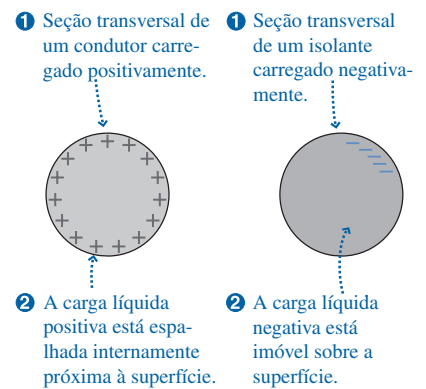 1 Seção transversal de
um condutor carre-
gado positivamente.
1 Seção transversal
de um isolante
carregado negativa-
mente.
2 A carga líquida
positiva está espa-
lhada internamente
próxima à superfície.
2 A carga líquida
negativa está
imóvel sobre a
superfície.